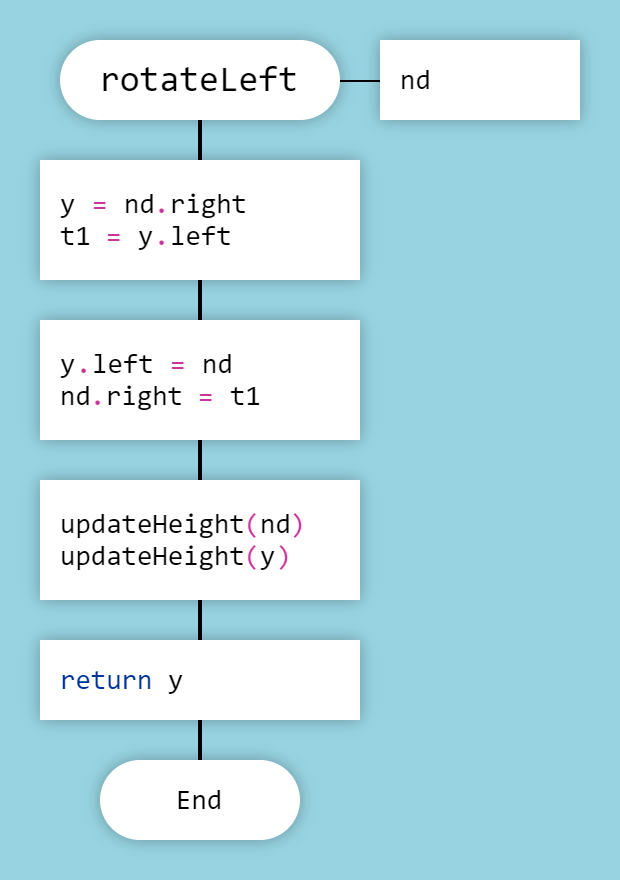 rotateLeft
nd
y = nd.right
t1 = y.left
y.left = nd
nd.right = t1
updateHeight(nd)
updateHeight(y)
return y
End